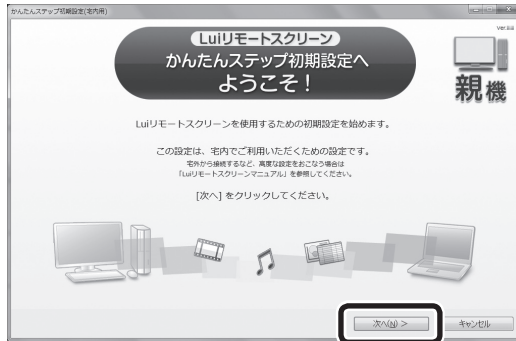 かんたんステップ初期設定(宅内用)
Luiリモートスクリーン
かんたんステップ初期設定へ
ようこそ！
親機
Luiリモートスクリーンを使用するための初期設定を始めます。
この設定は、宅内でご利用いただくための設定です。
宅外から接続するなど、高度な設定をおこなう場合は
「Luiリモートスクリーンマニュアル」を参照してください。
[次へ] をクリックしてください。
次へ(N) >
キャンセル